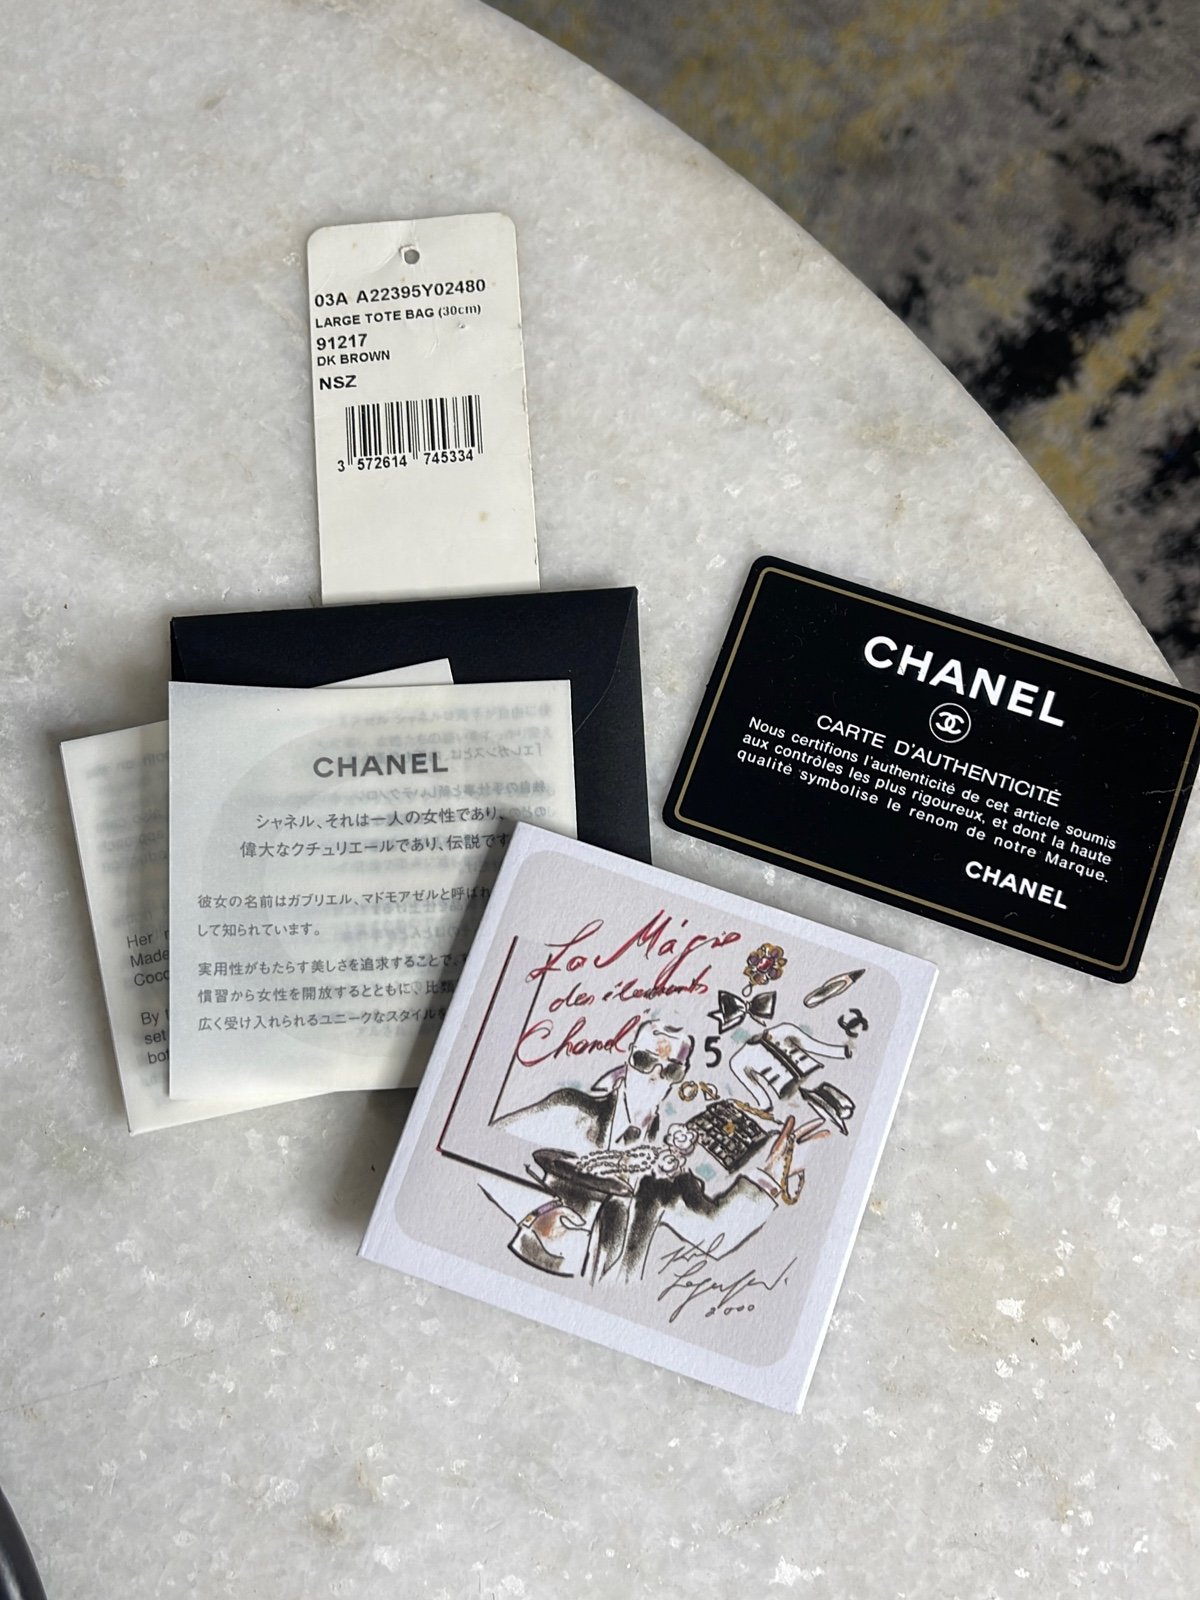 03A A22395Y02480
LARGE TOTE BAG (30cm)
91217
DK BROWN
NSZ
3 572614 745334
CHANEL
CARTE D'AUTHENTICITÉ
Nous certifions l'authenticité de cet article soumis
aux contrôles les plus rigoureux, et dont la haute
qualité symbolise le renom de notre Marque.
CHANEL
CHANEL
シャネル、それは一人の女性であり、
偉大なクチュリエールであり、伝説です
彼女の名前はガブリエル、マドモアゼルと呼ばれ
して知られています。
実用性がもたらす美しさを追求することで、
慣習から女性を開放するとともに、比類
広く受け入れられるユニークなスタイルを
Her
Made
Coco
By
set
bot
La Mágie
des élements
Chanel
5
2000